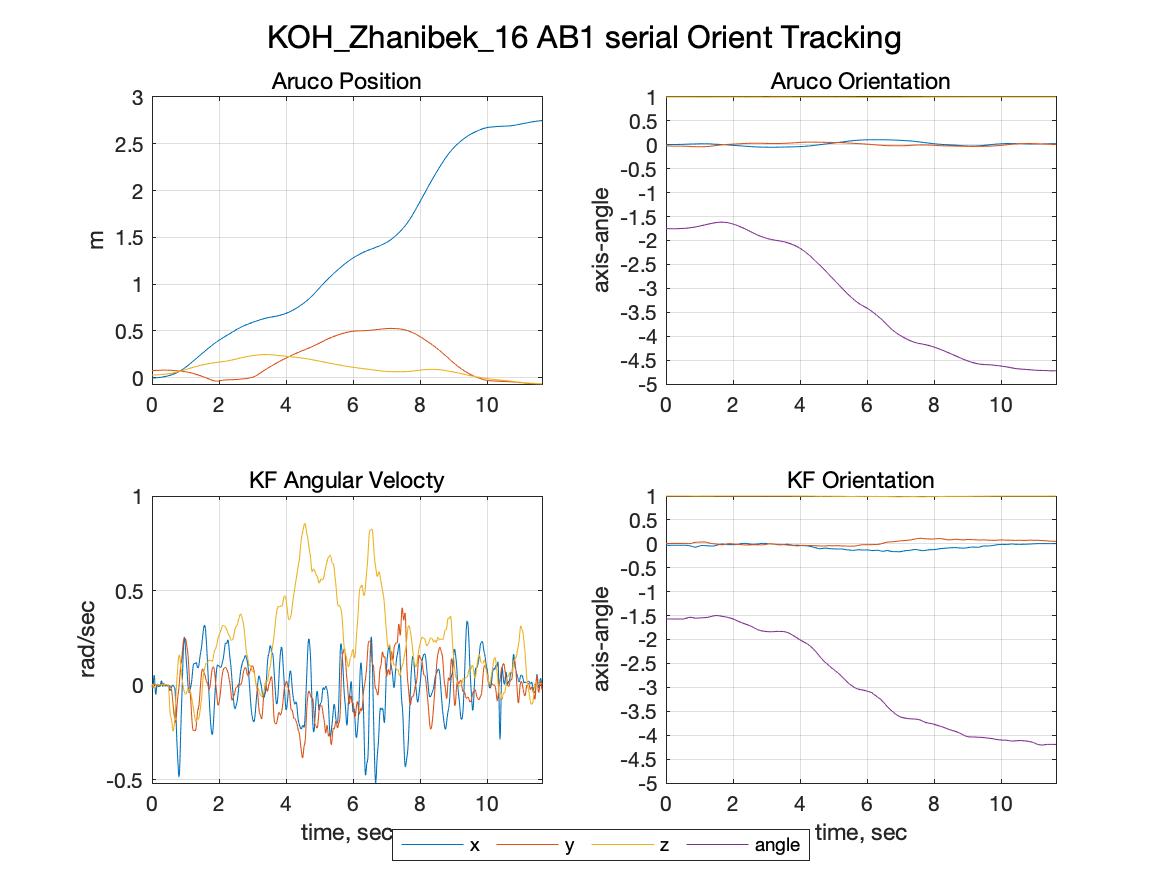 KOH_Zhanibek_16 AB1 serial Orient Tracking
Aruco Position
3
2.5
2
1.5
1
0.5
0
m
0 2 4 6 8 10
Aruco Orientation
1
0.5
0
-0.5
-1
-1.5
-2
-2.5
-3
-3.5
-4
-4.5
-5
axis-angle
0 2 4 6 8 10
KF Angular Velocty
1
0.5
0
-0.5
rad/sec
0 2 4 6 8 10
time, sec
KF Orientation
1
0.5
0
-0.5
-1
-1.5
-2
-2.5
-3
-3.5
-4
-4.5
-5
axis-angle
0 2 4 6 8 10
time, sec
x y z angle